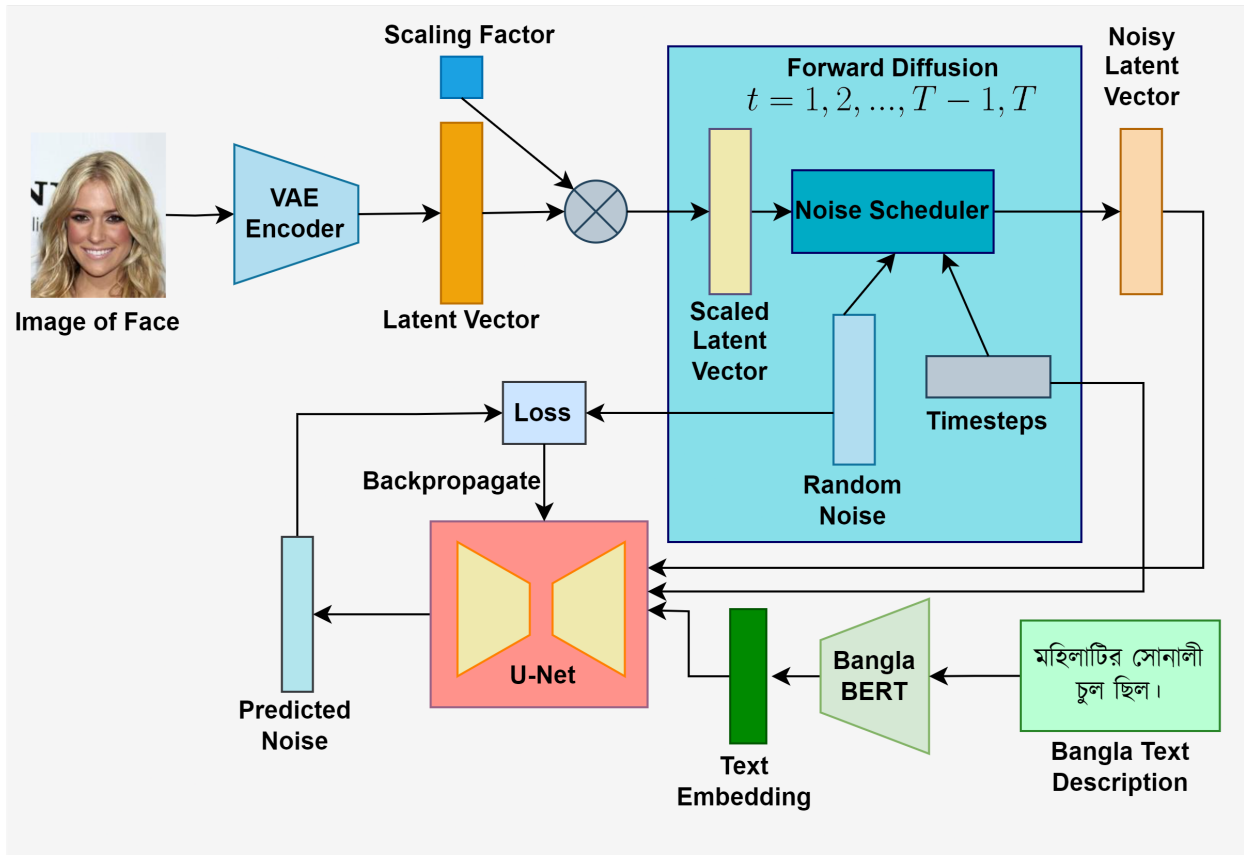 Scaling Factor
Forward Diffusion
t = 1, 2, ..., T − 1, T
Noisy
Latent
Vector
VAE
Encoder
Noise Scheduler
Image of Face
Latent Vector
Scaled
Latent
Vector
Loss
Timesteps
Backpropagate
Random
Noise
U-Net
Predicted
Noise
Bangla
BERT
মহিলাটির সোনালী
চুল ছিল।
Text
Embedding
Bangla Text
Description